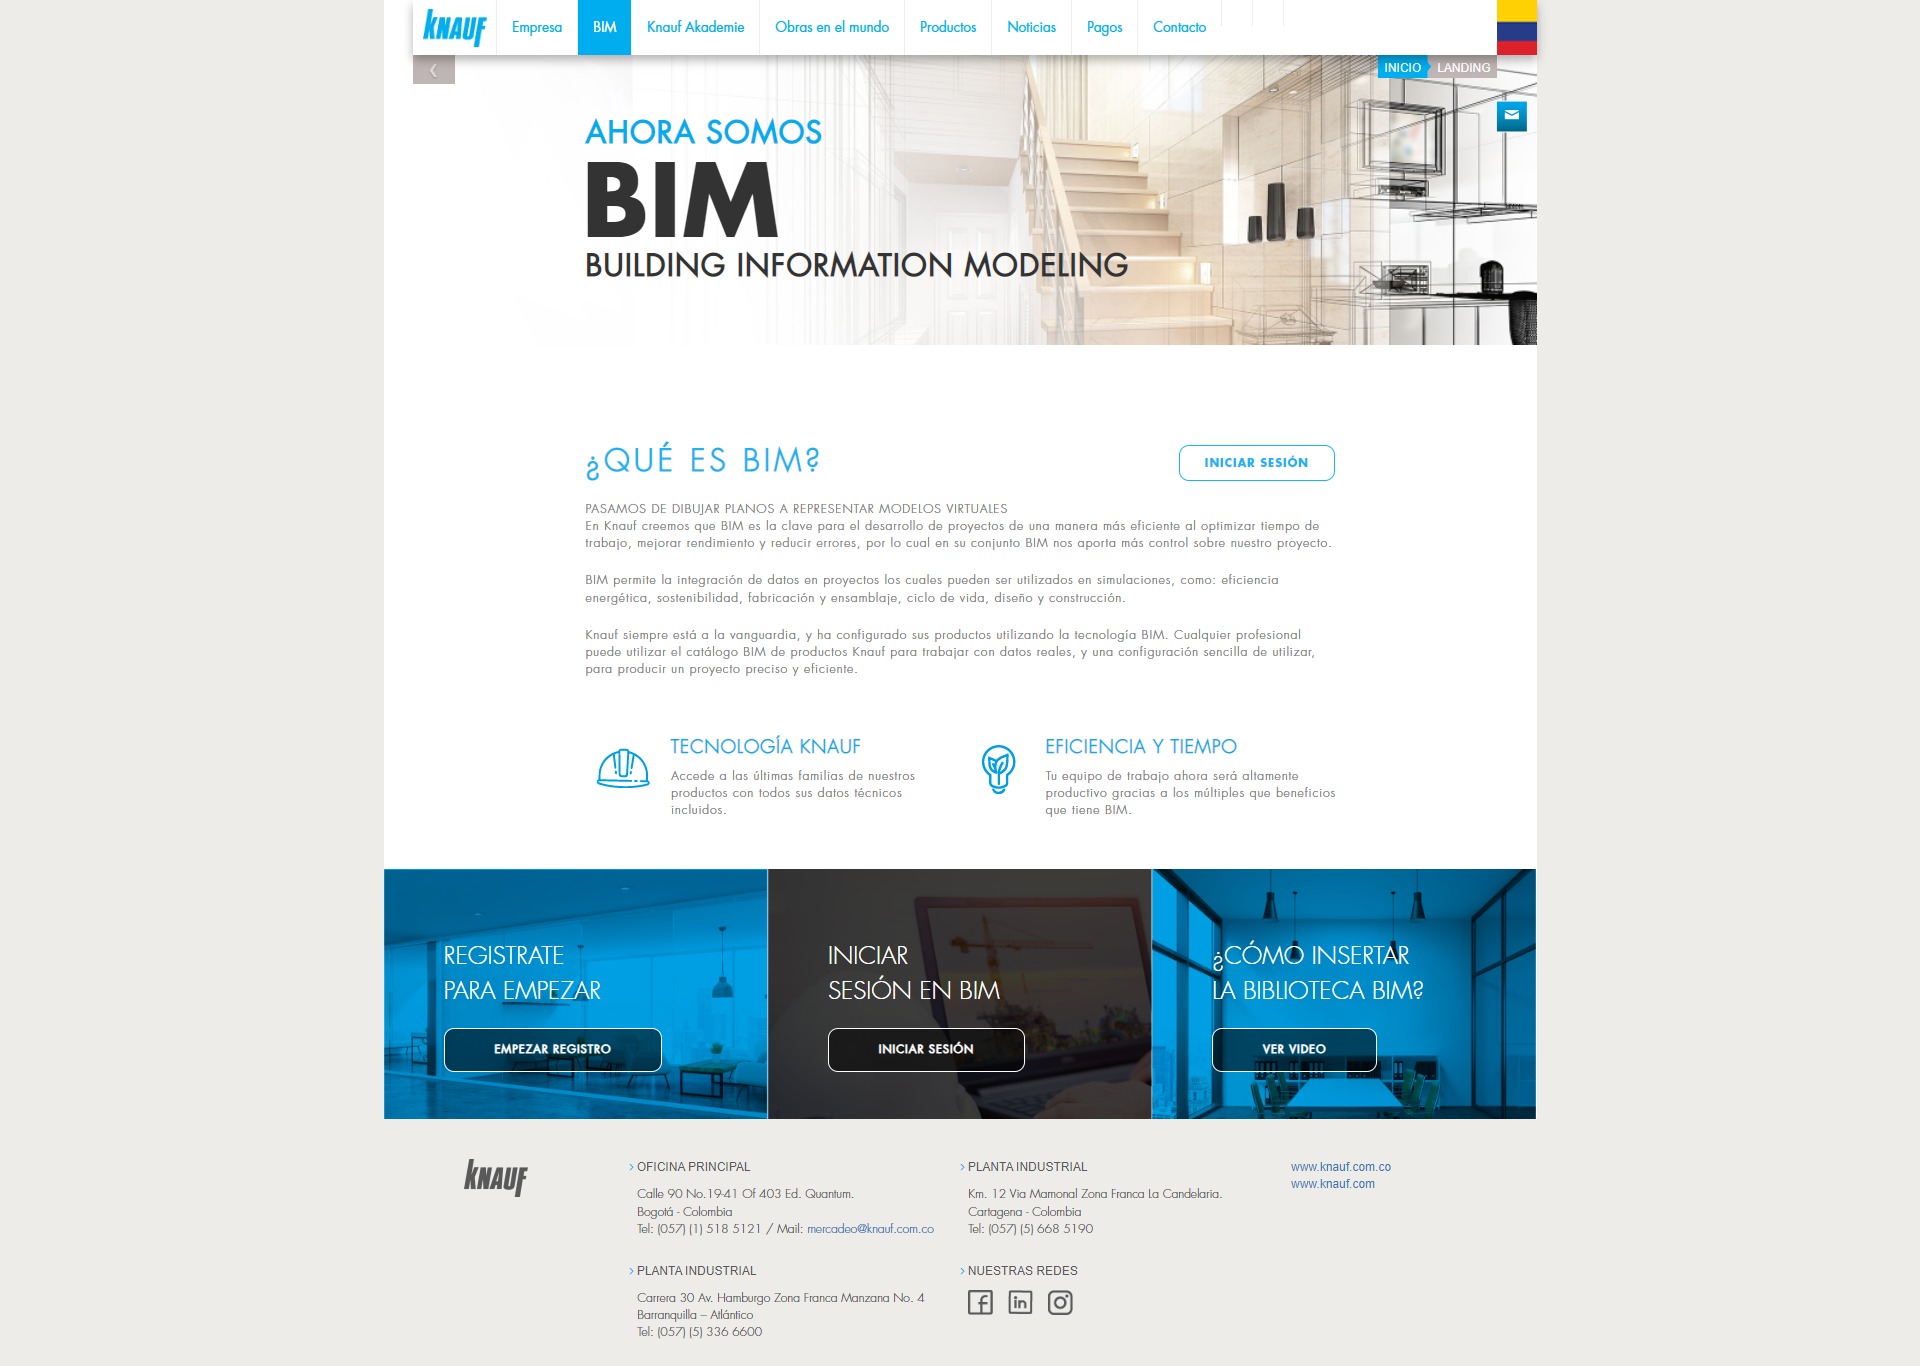 KNAUF
Empresa
BIM
Knauf Akademie
Obras en el mundo
Productos
Noticias
Pagos
Contacto
INICIO
LANDING
AHORA SOMOS
BIM
BUILDING INFORMATION MODELING
¿QUÉ ES BIM?
INICIAR SESIÓN
PASAMOS DE DIBUJAR PLANOS A REPRESENTAR MODELOS VIRTUALES
En Knauf creemos que BIM es la clave para el desarrollo de proyectos de una manera más eficiente al optimizar tiempo de
trabajo, mejorar rendimiento y reducir errores, por lo cual en su conjunto BIM nos aporta más control sobre nuestro proyecto.
BIM permite la integración de datos en proyectos los cuales pueden ser utilizados en simulaciones, como: eficiencia
energética, sostenibilidad, fabricación y ensamblaje, ciclo de vida, diseño y construcción.
Knauf siempre está a la vanguardia, y ha configurado sus productos utilizando la tecnología BIM. Cualquier profesional
puede utilizar el catálogo BIM de productos Knauf para trabajar con datos reales, y una configuración sencilla de utilizar,
para producir un proyecto preciso y eficiente.
TECNOLOGÍA KNAUF
Accede a las últimas familias de nuestros
productos con todos sus datos técnicos
incluidos.
EFICIENCIA Y TIEMPO
Tu equipo de trabajo ahora será altamente
productivo gracias a los múltiples que beneficios
que tiene BIM.
REGISTRATE
PARA EMPEZAR
EMPEZAR REGISTRO
INICIAR
SESIÓN EN BIM
INICIAR SESIÓN
¿CÓMO INSERTAR
LA BIBLIOTECA BIM?
VER VIDEO
KNAUF
OFICINA PRINCIPAL
Calle 90 No.19-41 Of 403 Ed. Quantum.
Bogotá - Colombia
Tel: (057) (1) 518 5121 / Mail: mercadeo@knauf.com.co
PLANTA INDUSTRIAL
Km. 12 Via Mamonal Zona Franca La Candelaria.
Cartagena - Colombia
Tel: (057) (5) 668 5190
www.knauf.com.co
www.knauf.com
PLANTA INDUSTRIAL
Carrera 30 Av. Hamburgo Zona Franca Manzana No. 4
Barranquilla – Atlántico
Tel: (057) (5) 336 6600
NUESTRAS REDES